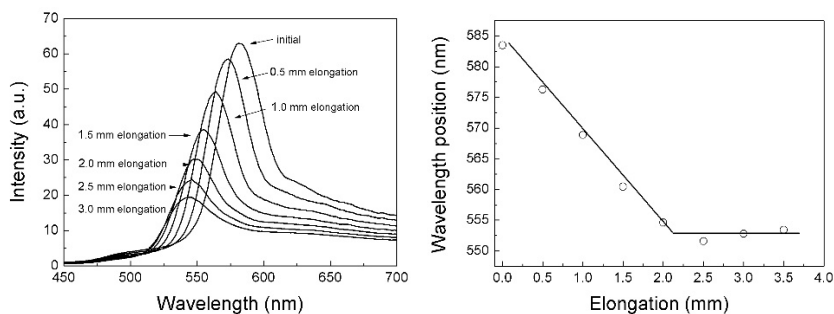 70
60
50
40
30
20
10
0
Intensity (a.u.)
initial
0.5 mm elongation
1.0 mm elongation
1.5 mm elongation
2.0 mm elongation
2.5 mm elongation
3.0 mm elongation
450 500 550 600 650 700
Wavelength (nm)
585
580
575
570
565
560
555
550
Wavelength position (nm)
0.0 0.5 1.0 1.5 2.0 2.5 3.0 3.5 4.0
Elongation (mm)